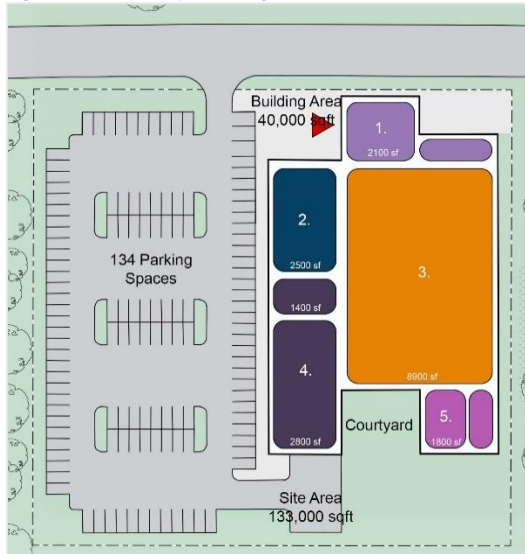 Building Area
40,000 sqft
1.
2100 sf
2.
2500 sf
3.
134 Parking
Spaces
1400 sf
4.
8900 sf
Courtyard
5.
2800 sf
1800 sf
Site Area
133,000 sqft